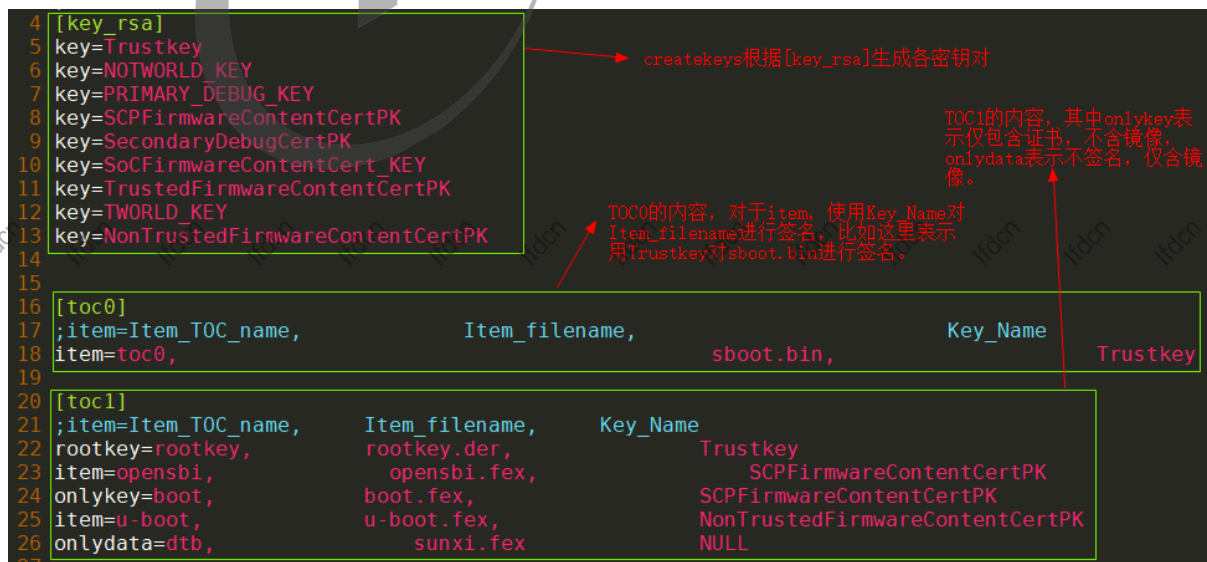 4 [key_rsa]
5 key=Trustkey
6 key=NOTWORLD_KEY
7 key=PRIMARY_DEBUG_KEY
8 key=SCPFirmwareContentCertPK
9 key=SecondaryDebugCertPK
10 key=SoCFirmwareContentCert_KEY
11 key=TrustedFirmwareContentCertPK
12 key=TWORLD_KEY
13 key=NonTrustedFirmwareContentCertPK
14
15
createkeys根据[key_rsa]生成各密钥对
TOC1的内容，其中onlykey表
示仅包含证书，不含镜像，
onlydata表示不签名，仅含镜
像。
TOC0的内容，对于item，使用Key_Name对
Item_filename进行签名，比如这里表示
用Trustkey对sboot.bin进行签名。
16 [toc0]
17 ;item=Item_TOC_name, Item_filename, Key_Name
18 item=toc0, sboot.bin, Trustkey
19
20 [toc1]
21 ;item=Item_TOC_name, Item_filename, Key_Name
22 rootkey=rootkey, rootkey.der, Trustkey
23 item=opensbi, opensbi.fex, SCPFirmwareContentCertPK
24 onlykey=boot, boot.fex, SCPFirmwareContentCertPK
25 item=u-boot, u-boot.fex, NonTrustedFirmwareContentCertPK
26 onlydata=dtb, sunxi.fex NULL